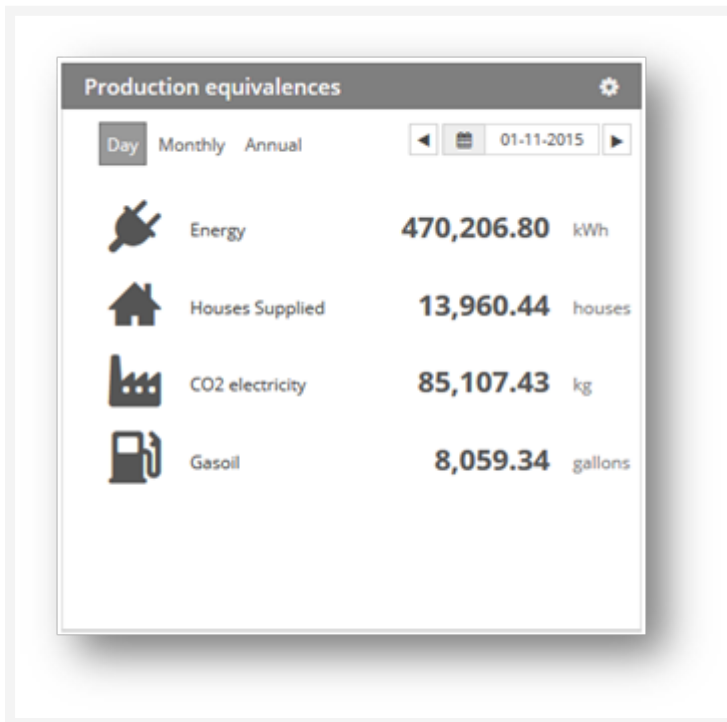 Production equivalences
Day Monthly Annual 01-11-2015
Energy 470,206.80 kWh
Houses Supplied 13,960.44 houses
CO2 electricity 85,107.43 kg
Gasoil 8,059.34 gallons